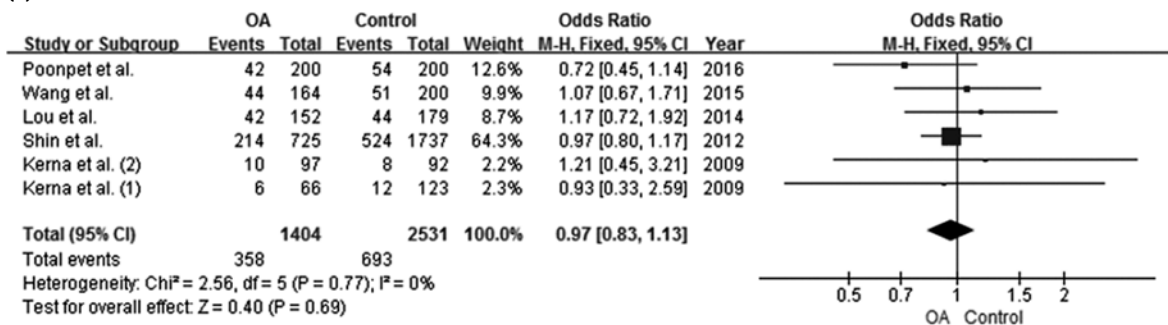 OA Control Odds Ratio Odds Ratio
Study or Subgroup Events Total Events Total Weight M-H, Fixed, 95% CI Year M-H, Fixed, 95% CI
Poonpet et al. 42 200 54 200 12.6% 0.72 [0.45, 1.14] 2016
Wang et al. 44 164 51 200 9.9% 1.07 [0.67, 1.71] 2015
Lou et al. 42 152 44 179 8.7% 1.17 [0.72, 1.92] 2014
Shin et al. 214 725 524 1737 64.3% 0.97 [0.80, 1.17] 2012
Kerna et al. (2) 10 97 8 92 2.2% 1.21 [0.45, 3.21] 2009
Kerna et al. (1) 6 66 12 123 2.3% 0.93 [0.33, 2.59] 2009
Total (95% CI) 1404 2531 100.0% 0.97 [0.83, 1.13]
Total events 358 693
Heterogeneity: Chi² = 2.56, df = 5 (P = 0.77); I² = 0%
Test for overall effect: Z = 0.40 (P = 0.69)
0.5 0.7 1 1.5 2
OA Control